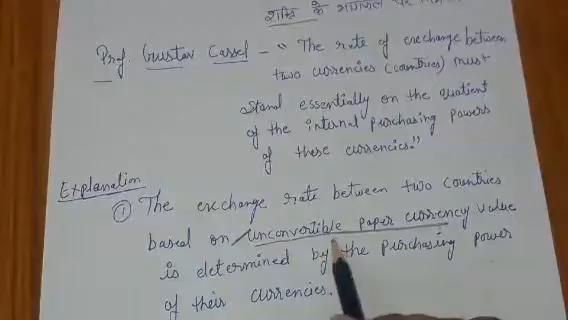 शक्ति के
Prof. Gustav Cassel - "The rate of exchange between
two currencies (countries) must
stand essentially on the quotient
of the internal purchasing powers
of these currencies."
Explanation
① The exchange rate between two countries
based on unconvertible paper currency value
is determined by the purchasing power
of their currencies.